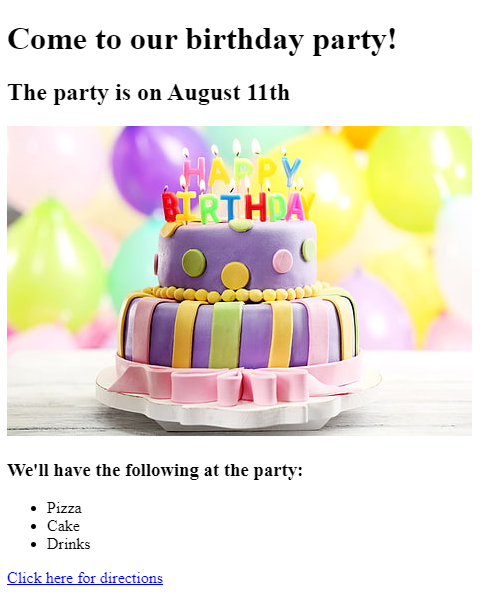 Come to our birthday party!
The party is on August 11th
HAPPY
BIRTHDAY
We'll have the following at the party:
Pizza
Cake
Drinks
Click here for directions